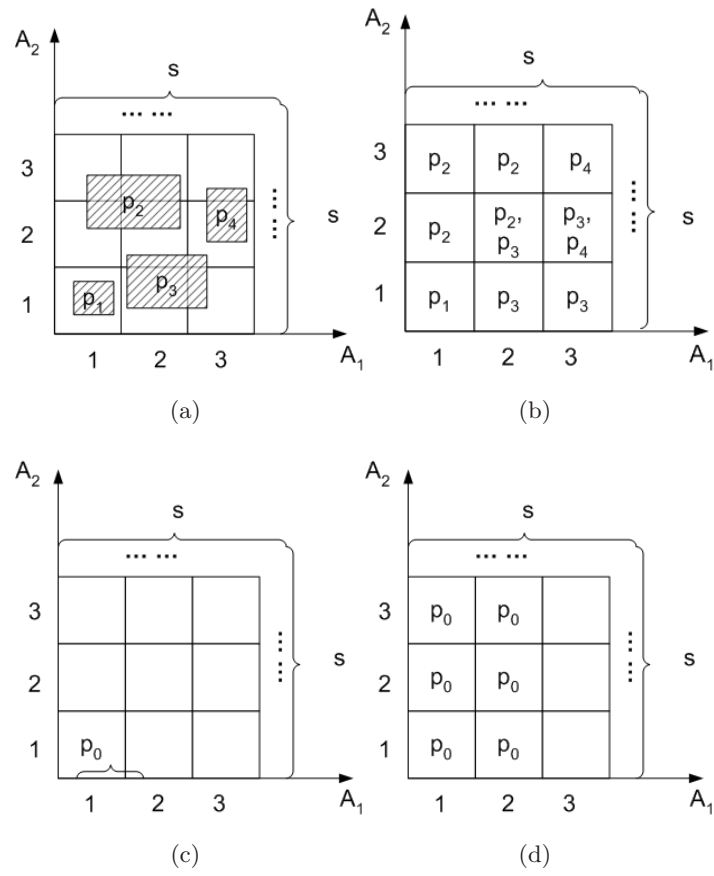 A2
s
... ...
3
2
1
p2
p4
p3
p1
... ...
s
1 2 3 A1
(a)
A2
s
... ...
3 p2 p2 p4
2 p2 p2, p3 p3, p4
1 p1 p3 p3
... ...
s
1 2 3 A1
(b)
A2
s
... ...
3
2
1 p0
... ...
s
1 2 3 A1
(c)
A2
s
... ...
3 p0 p0
2 p0 p0
1 p0 p0
... ...
s
1 2 3 A1
(d)